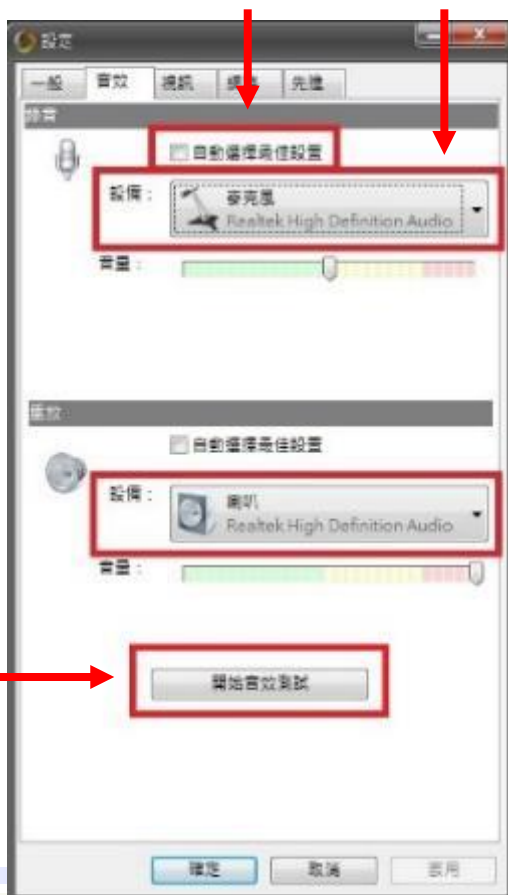 設定
一般 音效 視訊 先進
錄音
自動選擇最佳設置
設備：
麥克風
Realtek High Definition Audio
音量：
播放
自動選擇最佳設置
設備：
喇叭
Realtek High Definition Audio
音量：
開始音效測試
確定 取消 套用